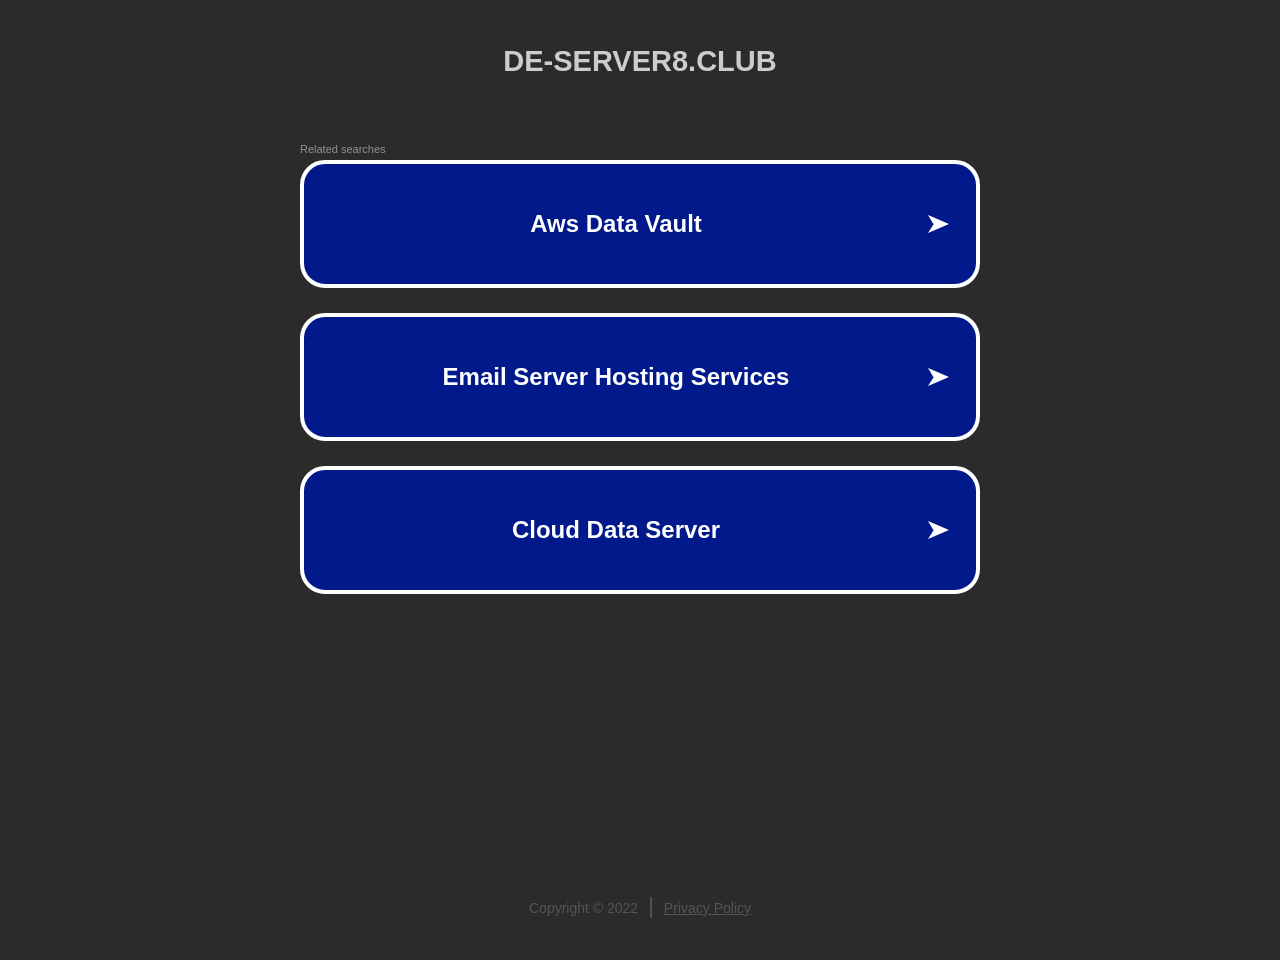 DE-SERVER8.CLUB
Related searches
Aws Data Vault
Email Server Hosting Services
Cloud Data Server
Copyright © 2022 | Privacy Policy